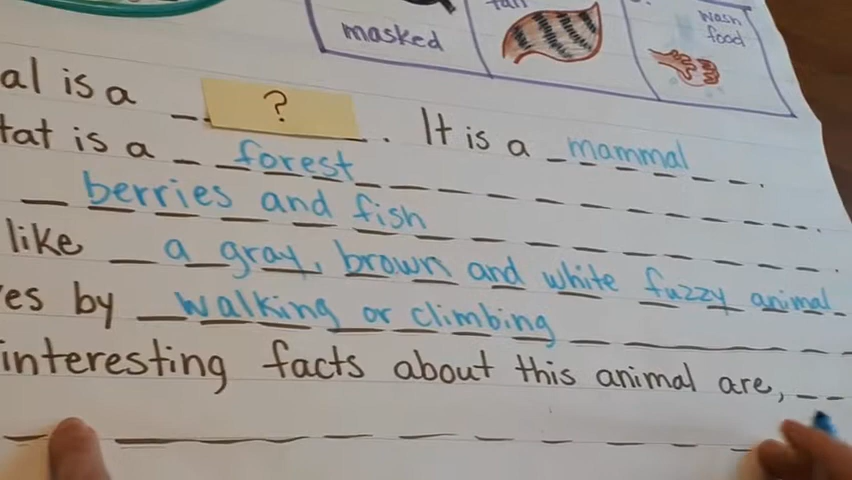 tail
wash
food
masked
al is a ? . It is a mammal .
tat is a forest
berries and fish .
like a gray, brown and white fuzzy animal .
es by walking or climbing
interesting facts about this animal are,